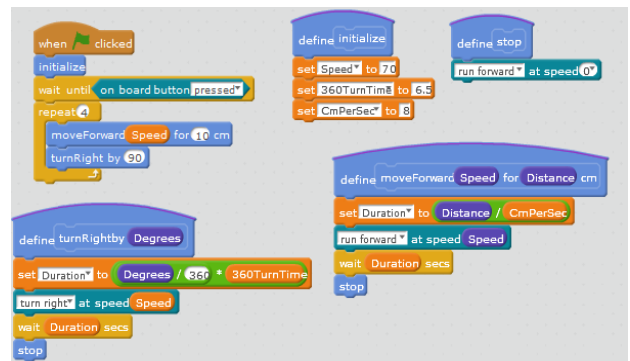 when clicked
initialize
wait until on board button pressed
repeat 4
moveForward Speed for 10 cm
turnRight by 90
define initialize
set Speed to 70
set 360TurnTime to 6.5
set CmPerSec to 8
define stop
run forward at speed 0
define moveForward Speed for Distance cm
set Duration to Distance / CmPerSec
run forward at speed Speed
wait Duration secs
stop
define turnRightby Degrees
set Duration to Degrees / 360 * 360TurnTime
turn right at speed Speed
wait Duration secs
stop